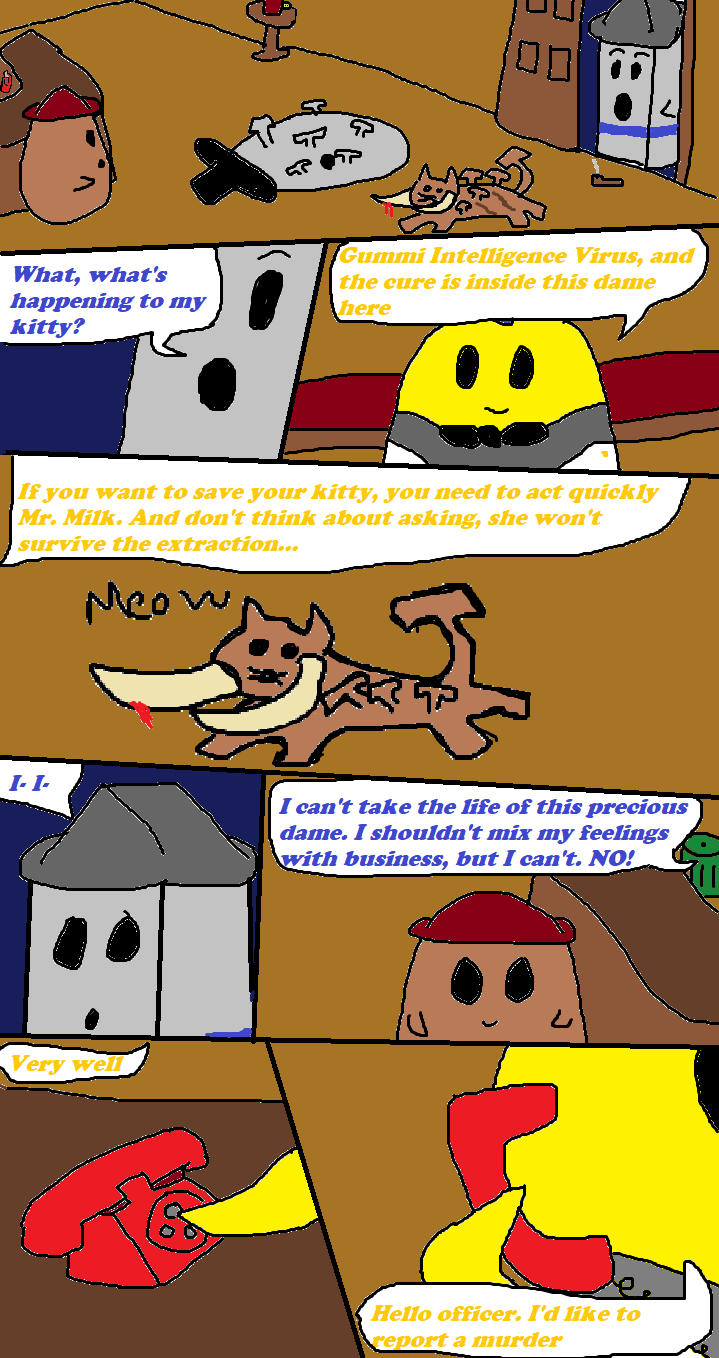 What, what's
happening to my
kitty?
Gummi Intelligence Virus, and
the cure is inside this dame
here
If you want to save your kitty, you need to act quickly
Mr. Milk. And don't think about asking, she won't
survive the extraction...
Meow
I- I-
I can't take the life of this precious
dame. I shouldn't mix my feelings
with business, but I can't. NO!
Very well
Hello officer. I'd like to
report a murder